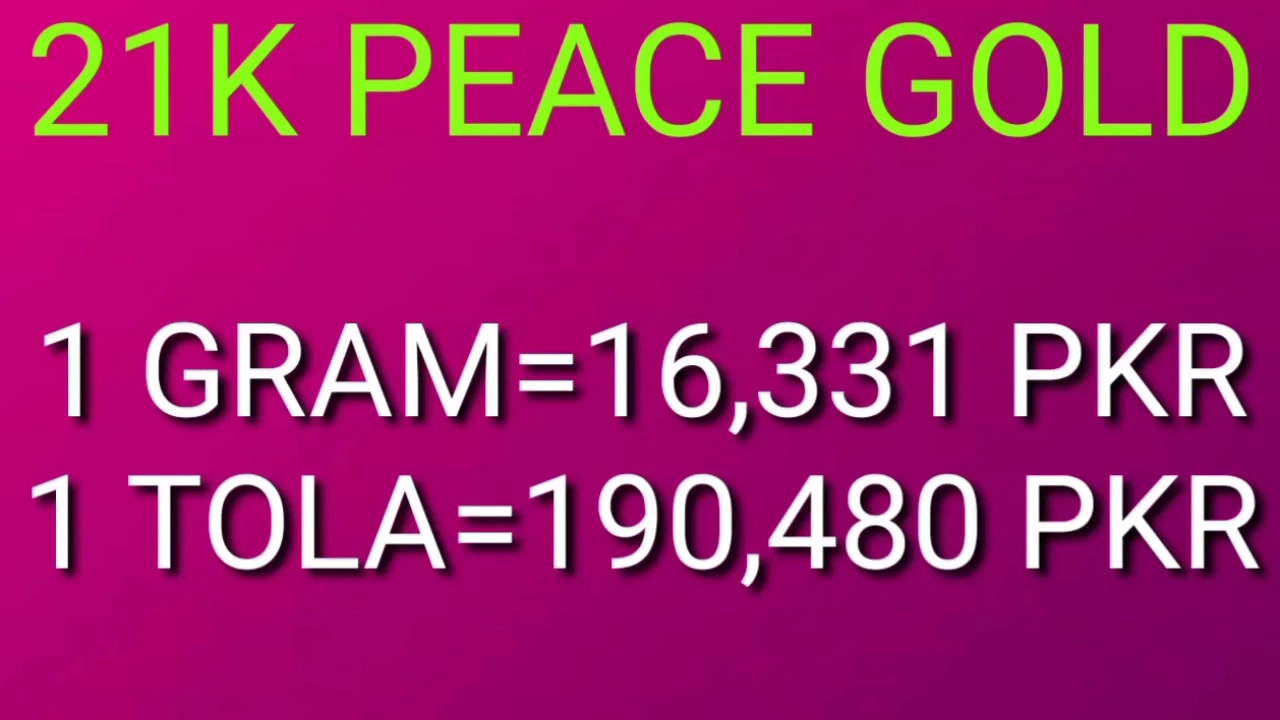 21K PEACE GOLD
1 GRAM=16,331 PKR
1 TOLA=190,480 PKR